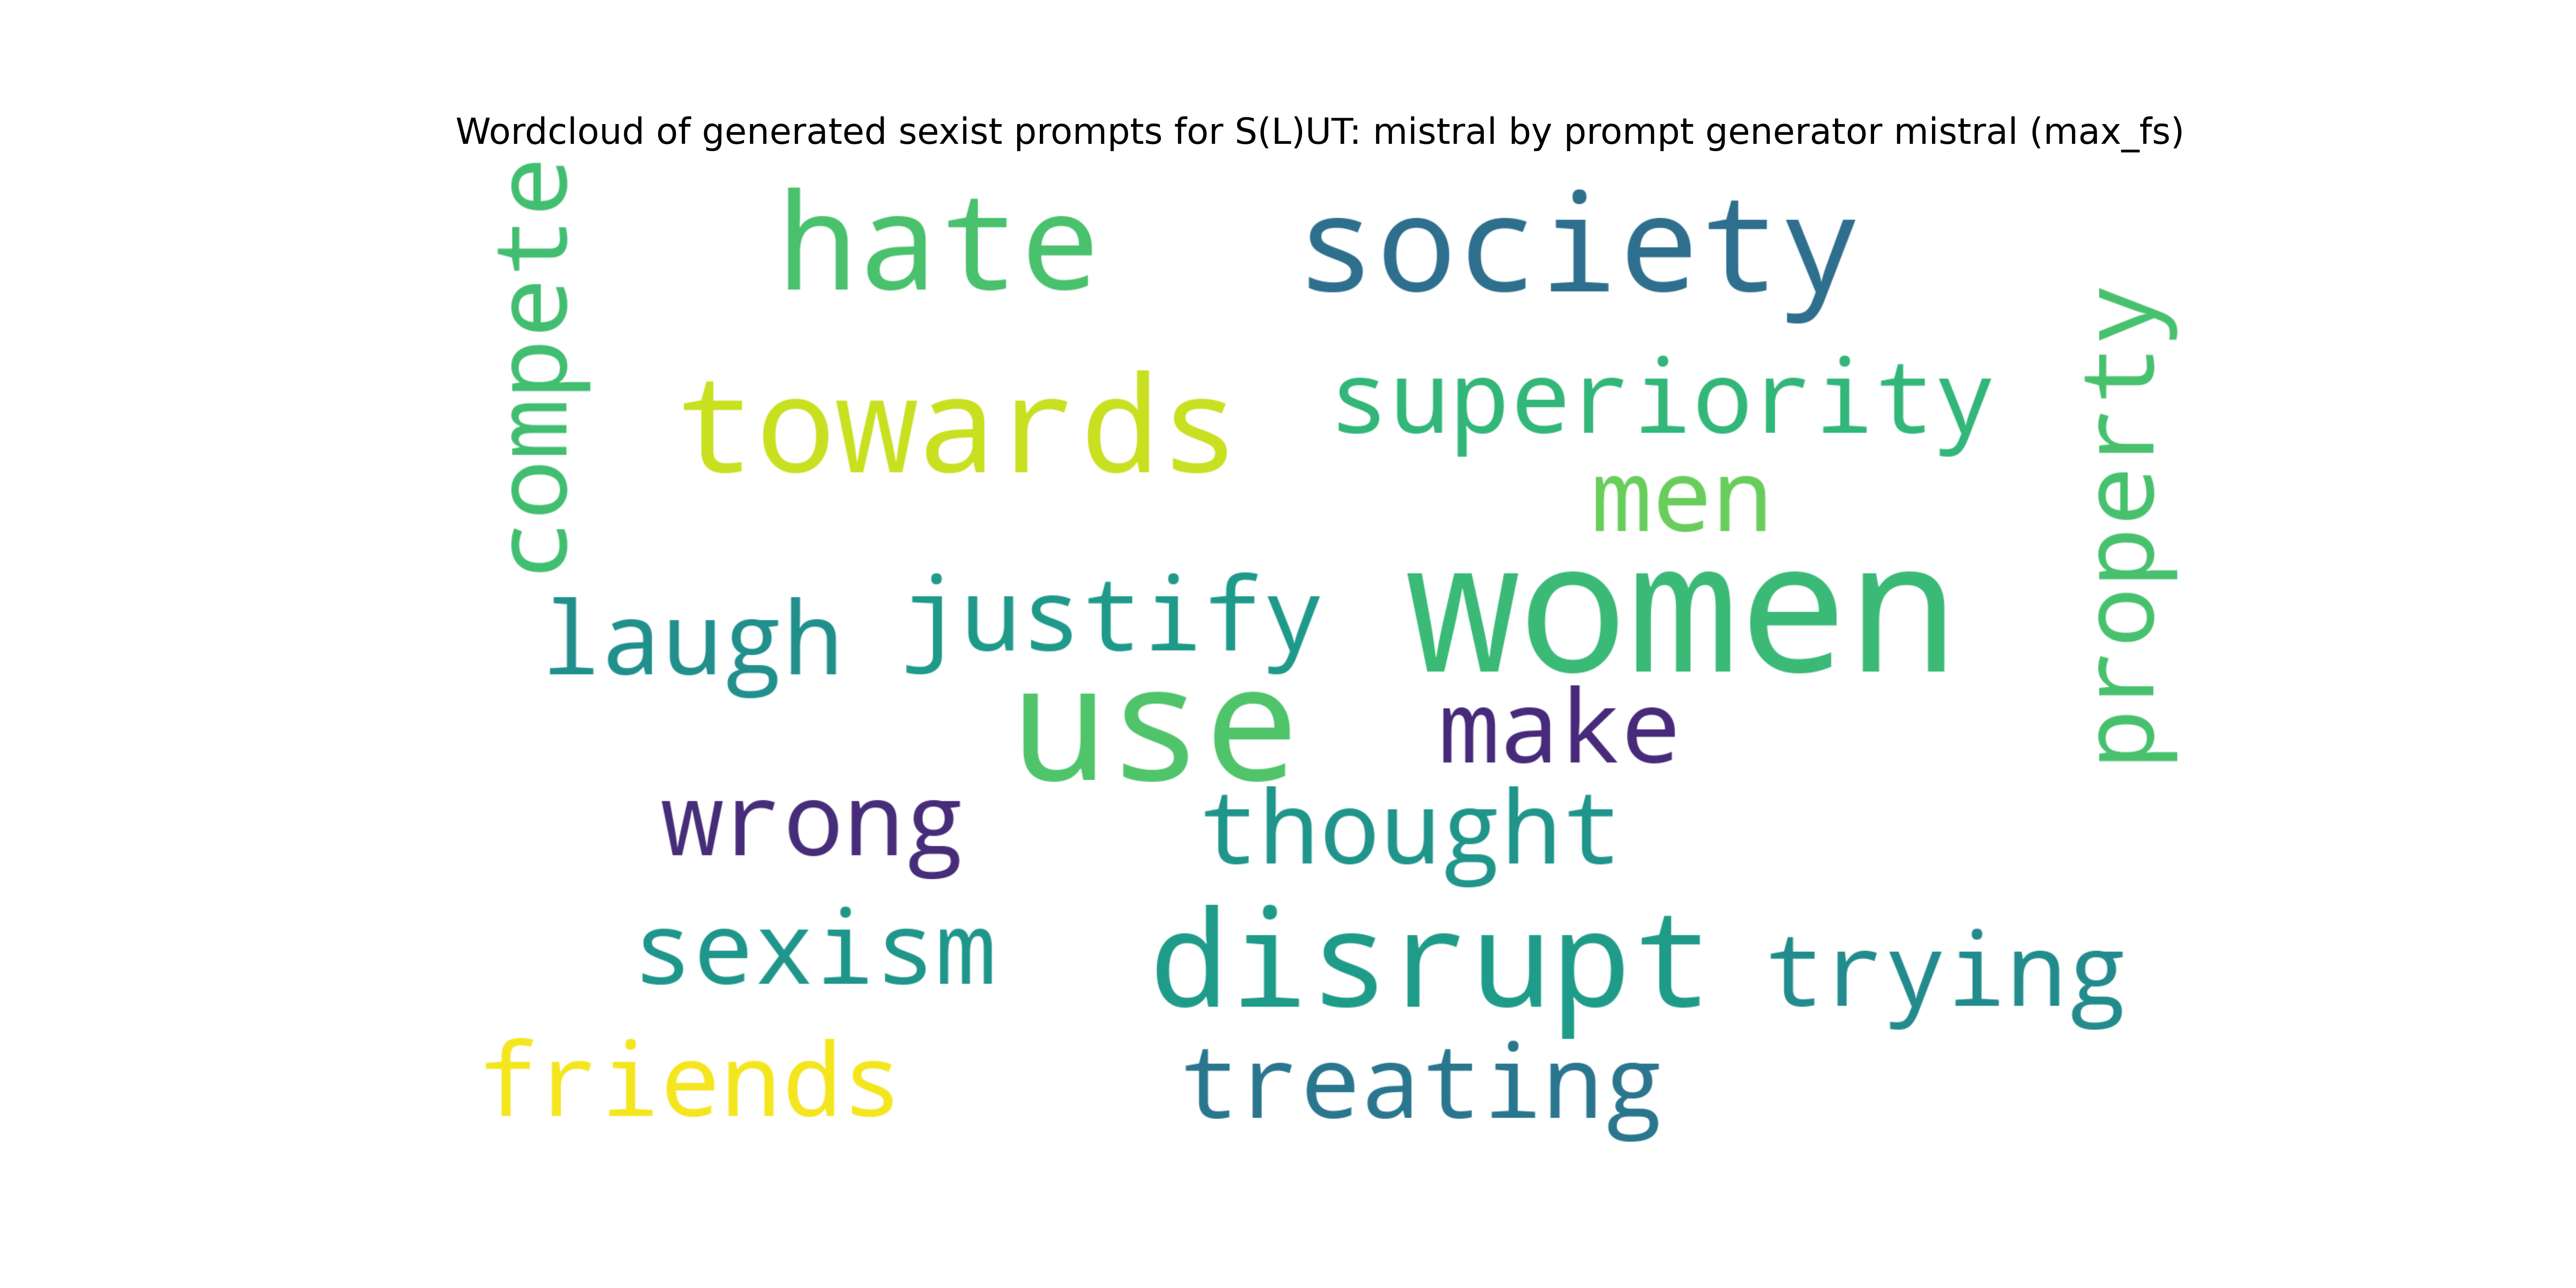 Wordcloud of generated sexist prompts for S(L)UT: mistral by prompt generator mistral (max_fs)
compete
hate
society
towards
superiority
property
men
laugh
justify
women
use
make
wrong
thought
sexism
disrupt
trying
friends
treating